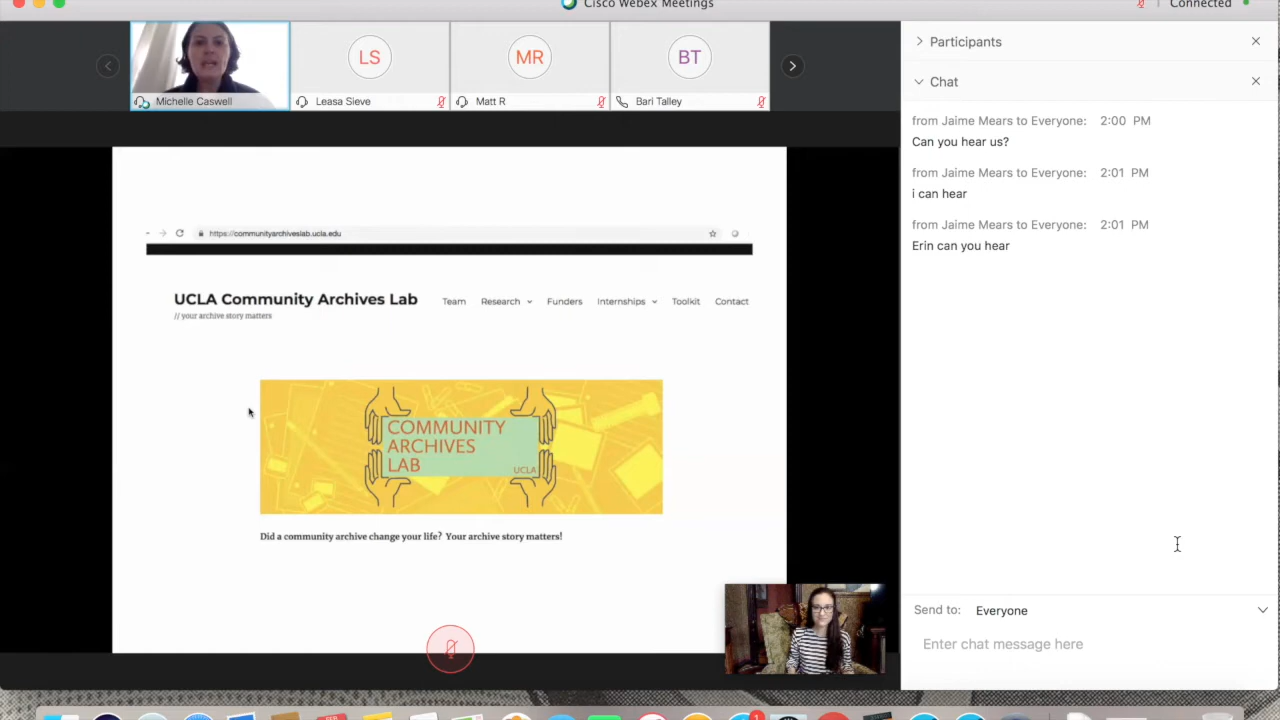 Cisco Webex Meetings
Connected
LS
MR
BT
Michelle Caswell
Leasa Sieve
Matt R
Bari Talley
Participants
Chat
from Jaime Mears to Everyone: 2:00 PM
Can you hear us?
from Jaime Mears to Everyone: 2:01 PM
i can hear
from Jaime Mears to Everyone: 2:01 PM
Erin can you hear
https://communityarchiveslab.ucla.edu
UCLA Community Archives Lab
// your archive story matters
Team Research Funders Internships Toolkit Contact
COMMUNITY
ARCHIVES
LAB
UCLA
Did a community archive change your life? Your archive story matters!
Send to: Everyone
Enter chat message here